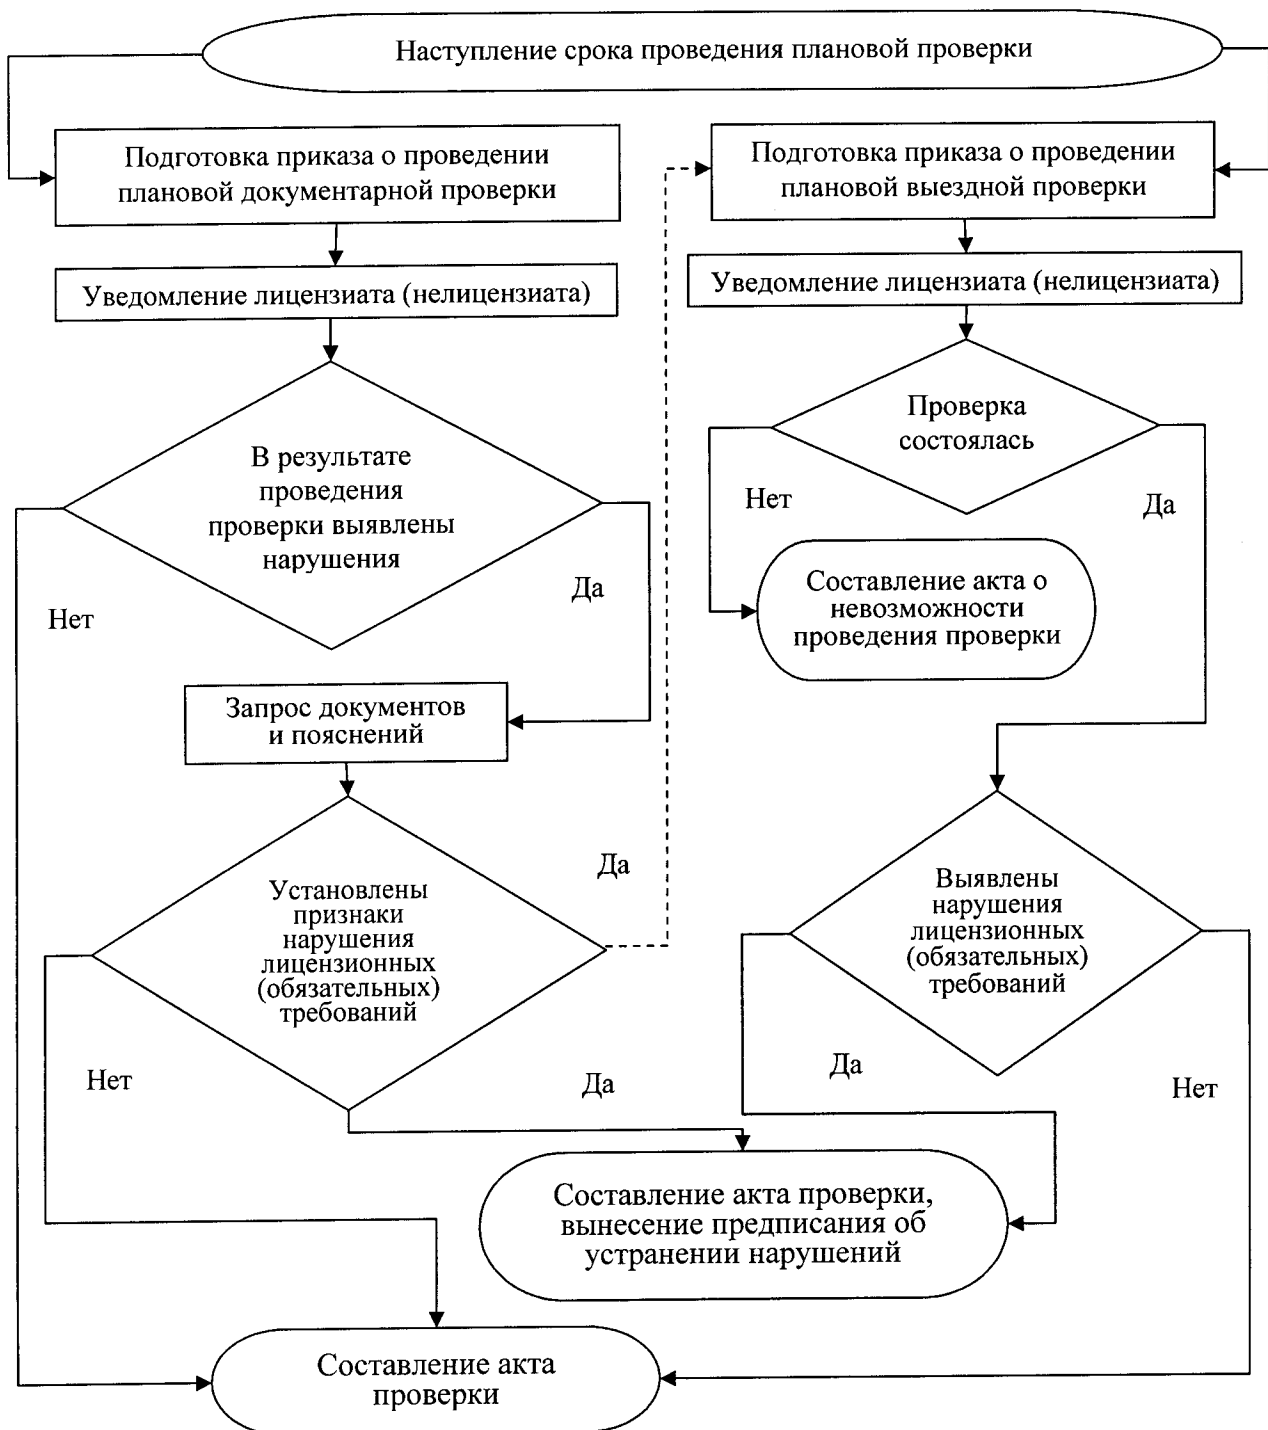 Наступление срока проведения плановой проверки
Подготовка приказа о проведении
плановой документарной проверки
Подготовка приказа о проведении
плановой выездной проверки
Уведомление лицензиата (нелицензиата)
Уведомление лицензиата (нелицензиата)
В результате
проведения
проверки выявлены
нарушения
Проверка
состоялась
Нет
Да
Нет
Да
Составление акта о
невозможности
проведения проверки
Запрос документов
и пояснений
Установлены
признаки
нарушения
лицензионных
(обязательных)
требований
Да
Выявлены
нарушения
лицензионных
(обязательных)
требований
Нет
Да
Да
Нет
Составление акта проверки,
вынесение предписания об
устранении нарушений
Составление акта
проверки